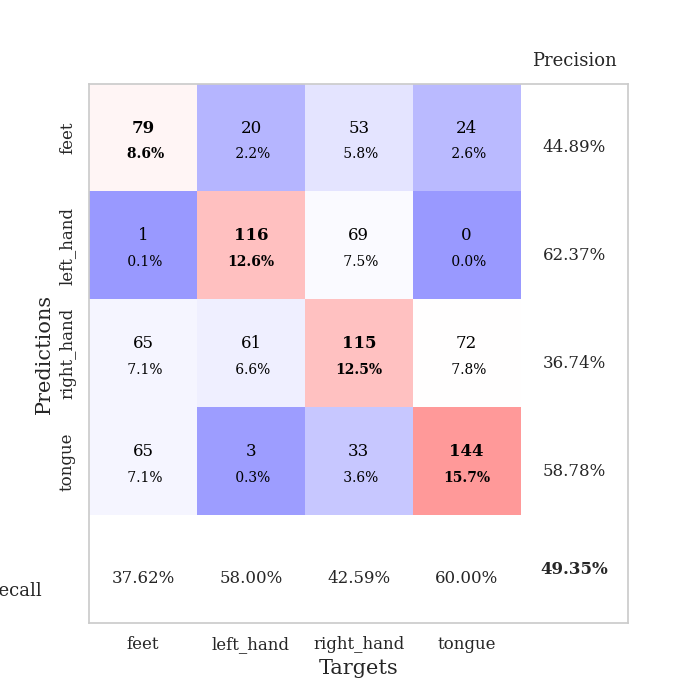 Precision
feet
79 20 53 24
8.6% 2.2% 5.8% 2.6%
44.89%
left_hand
1 116 69 0
0.1% 12.6% 7.5% 0.0%
62.37%
Predictions
right_hand
65 61 115 72
7.1% 6.6% 12.5% 7.8%
36.74%
tongue
65 3 33 144
7.1% 0.3% 3.6% 15.7%
58.78%
ecall
37.62% 58.00% 42.59% 60.00% 49.35%
feet left_hand right_hand tongue
Targets